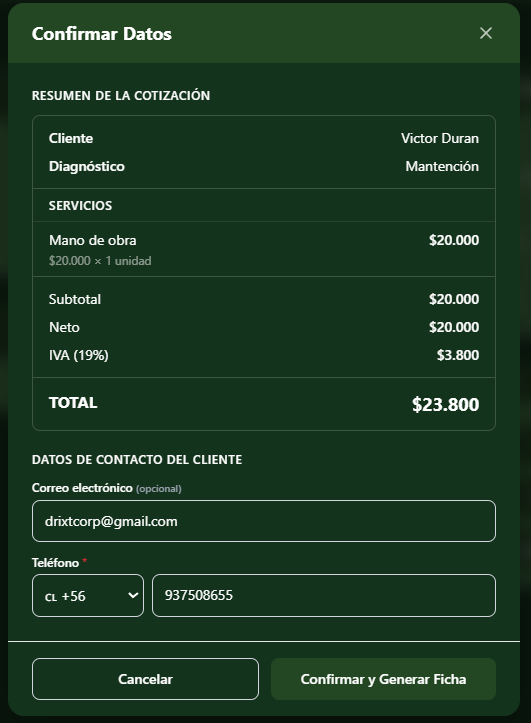 Confirmar Datos
RESUMEN DE LA COTIZACIÓN
Cliente Victor Duran
Diagnóstico Mantención
SERVICIOS
Mano de obra $20.000
$20.000 × 1 unidad
Subtotal $20.000
Neto $20.000
IVA (19%) $3.800
TOTAL $23.800
DATOS DE CONTACTO DEL CLIENTE
Correo electrónico (opcional)
drixtcorp@gmail.com
Teléfono *
CL +56 937508655
Cancelar Confirmar y Generar Ficha